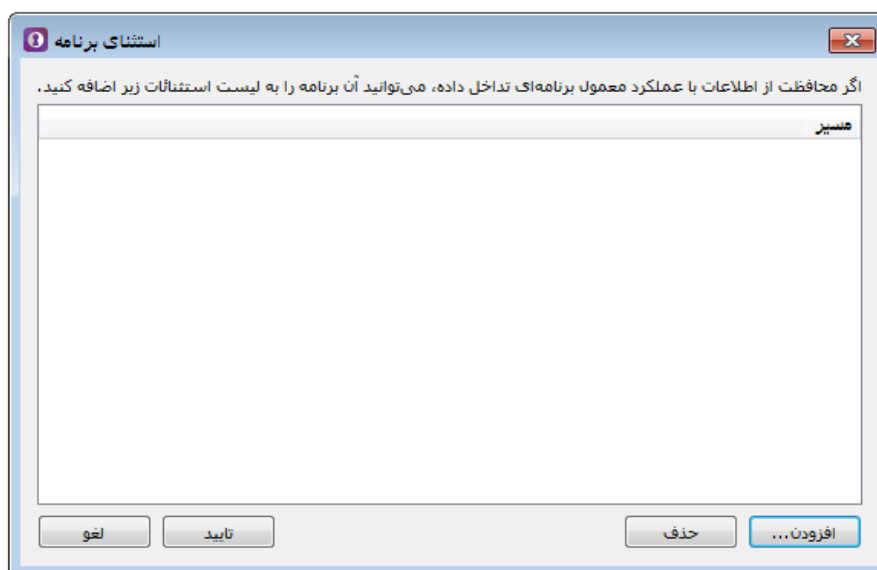 استثنای برنامه
اگر محافظت از اطلاعات با عملکرد معمول برنامه‌ای تداخل داده، می‌توانید آن برنامه را به لیست استثنائات زیر اضافه کنید.
مسیر
افزودن... حذف تایید لغو